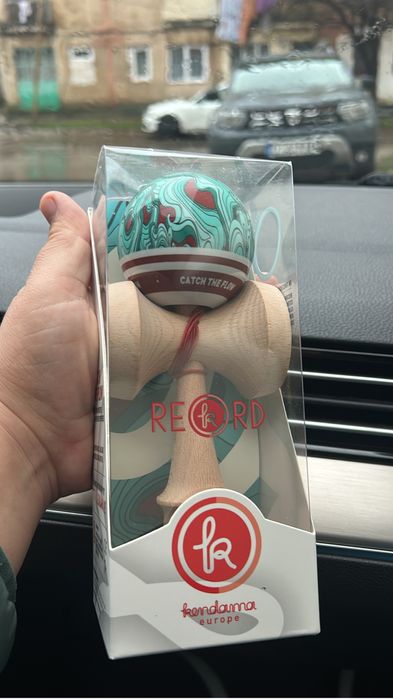 CATCH THE FLOW
RECORD
k
kendama
europe